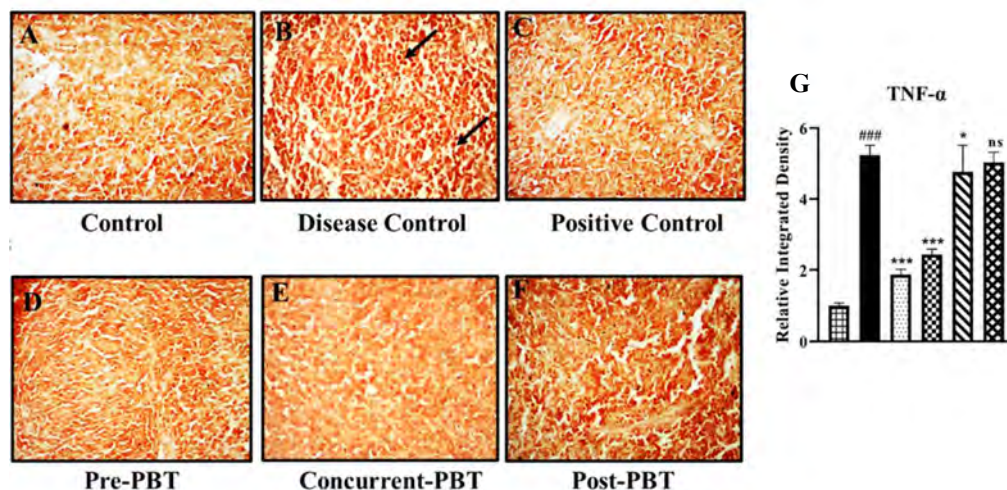 A
B
C
Control
Disease Control
Positive Control
D
E
F
Pre-PBT
Concurrent-PBT
Post-PBT
G
TNF-α
Relative Integrated Density
6
4
2
0
###
***
***
*
ns